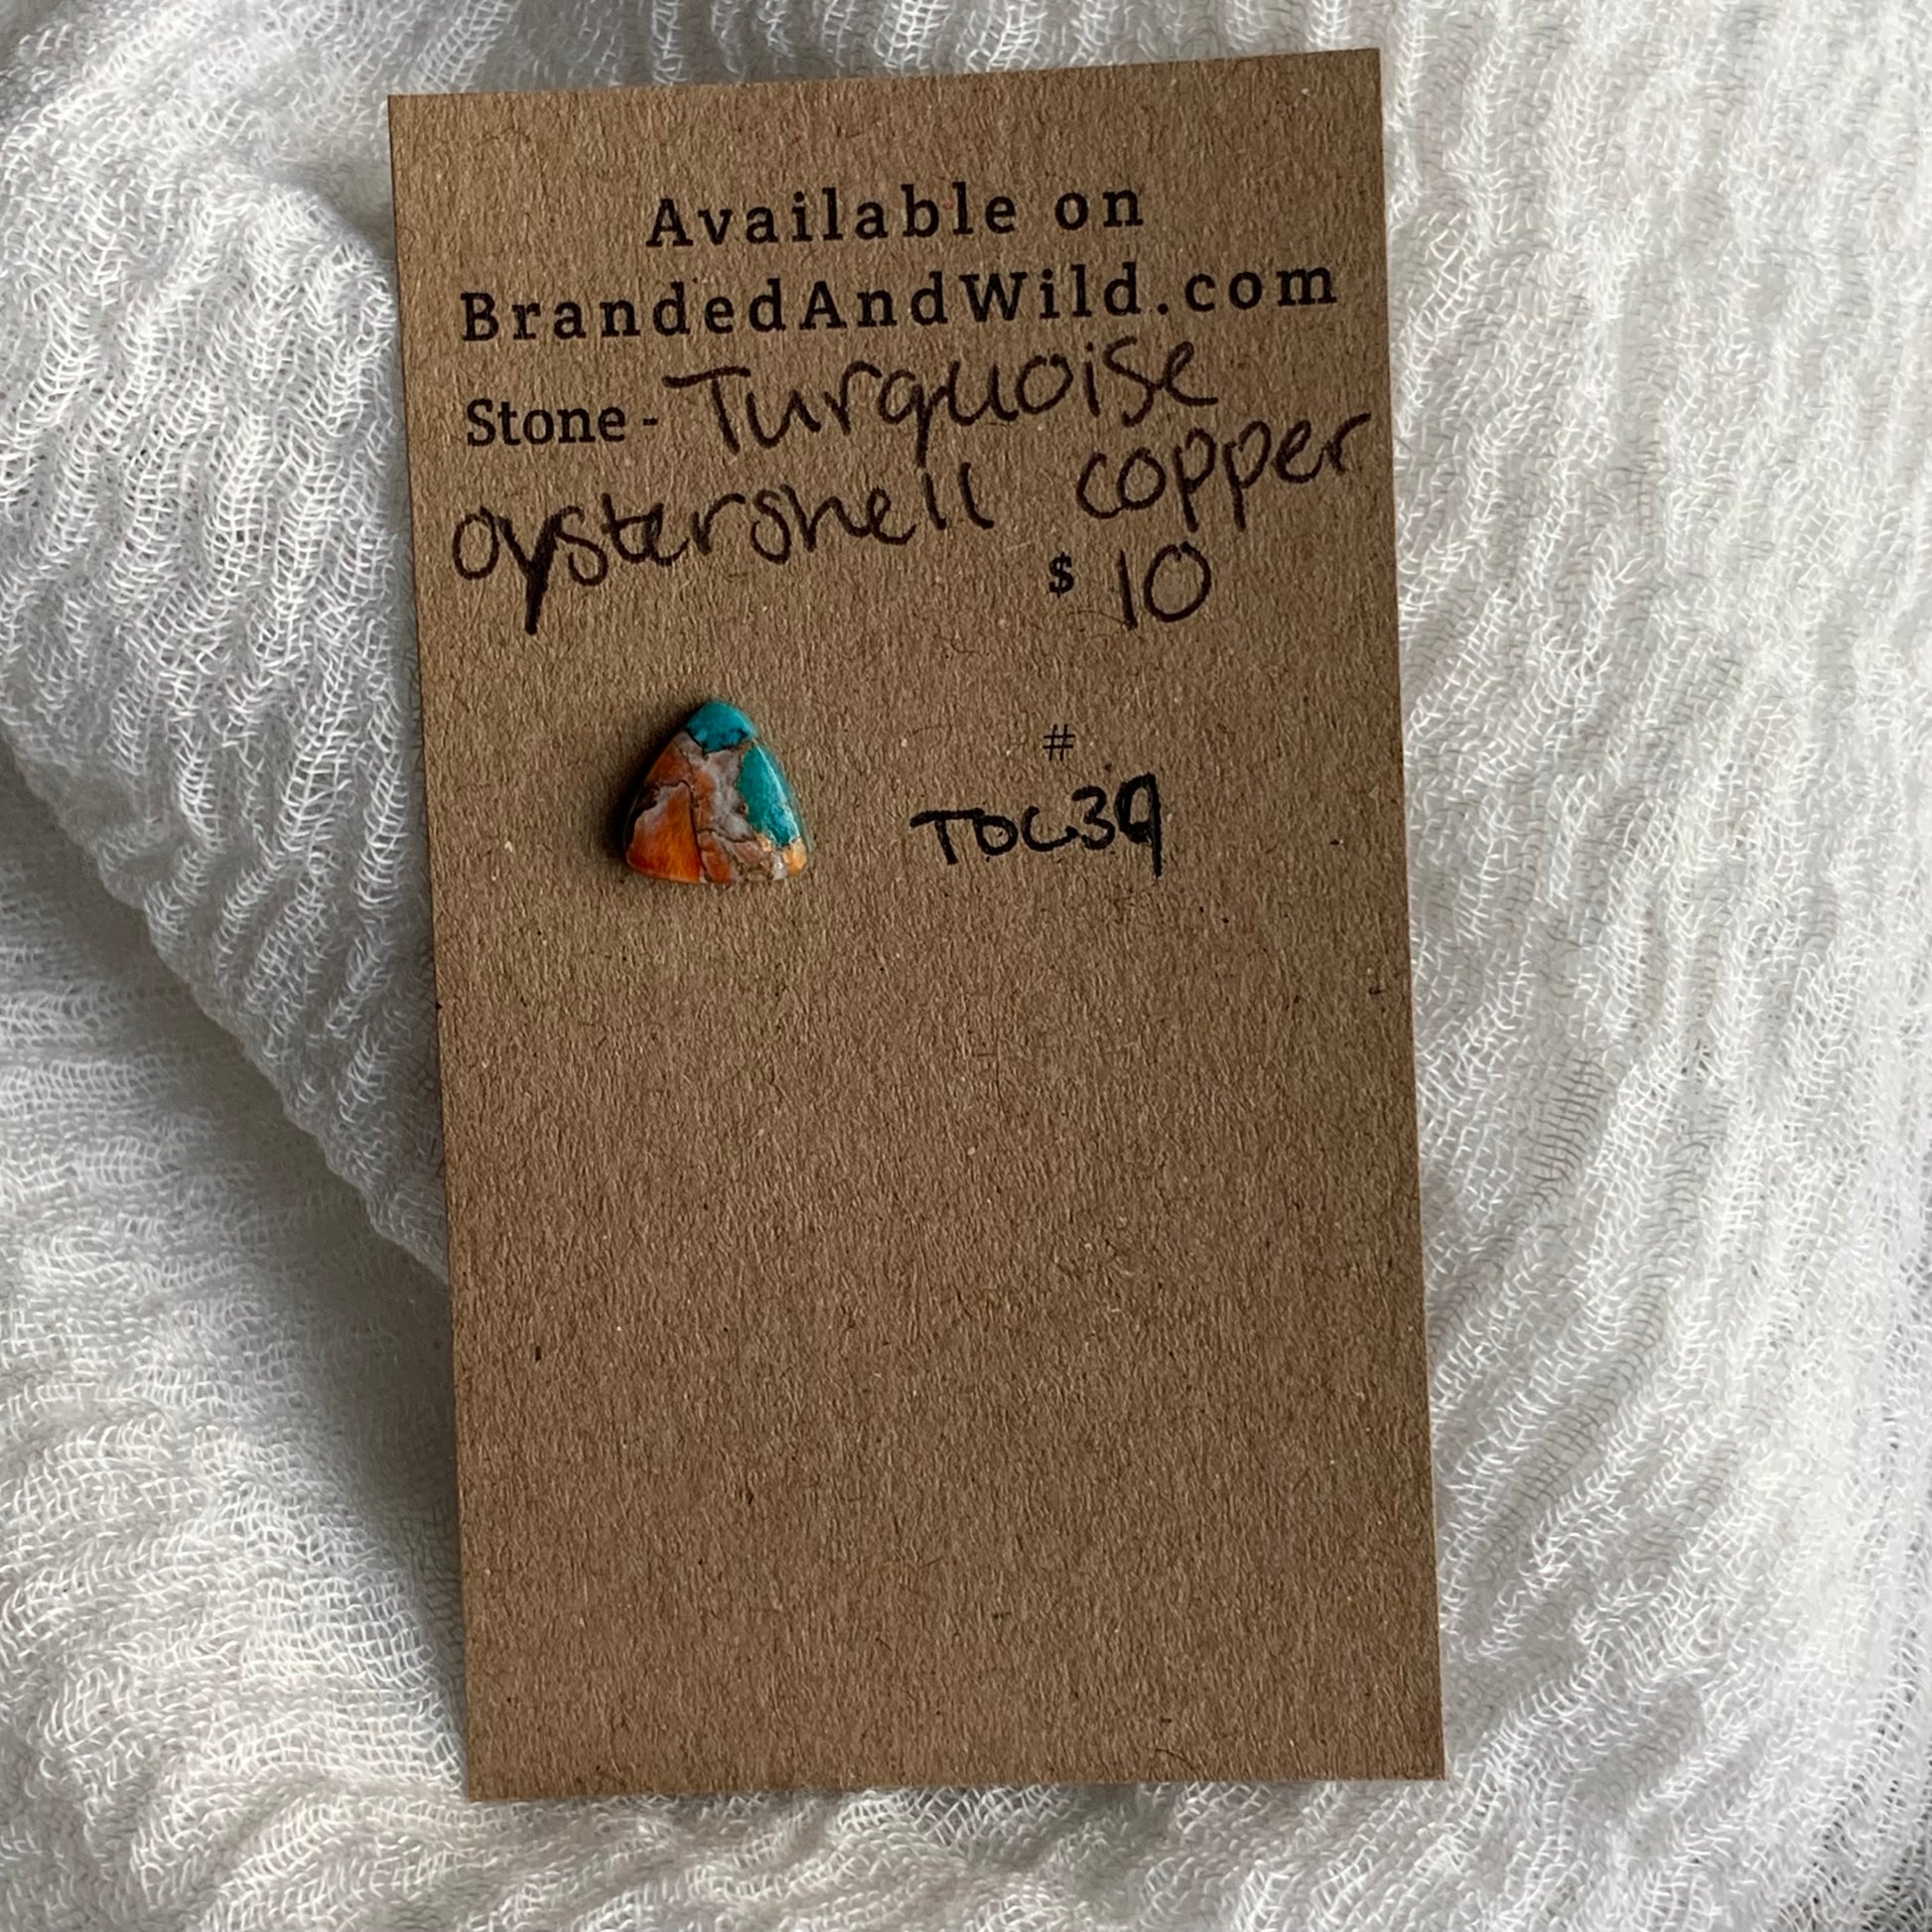 Available on
BrandedAndWild.com
Stone - Turquoise
oystershell copper
$ 10
#
TOC39